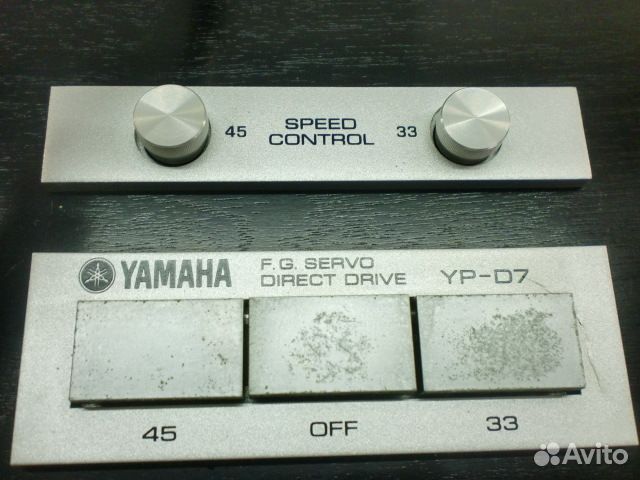 45 SPEED CONTROL 33
YAMAHA F.G. SERVO DIRECT DRIVE YP-D7
45 OFF 33
Avito